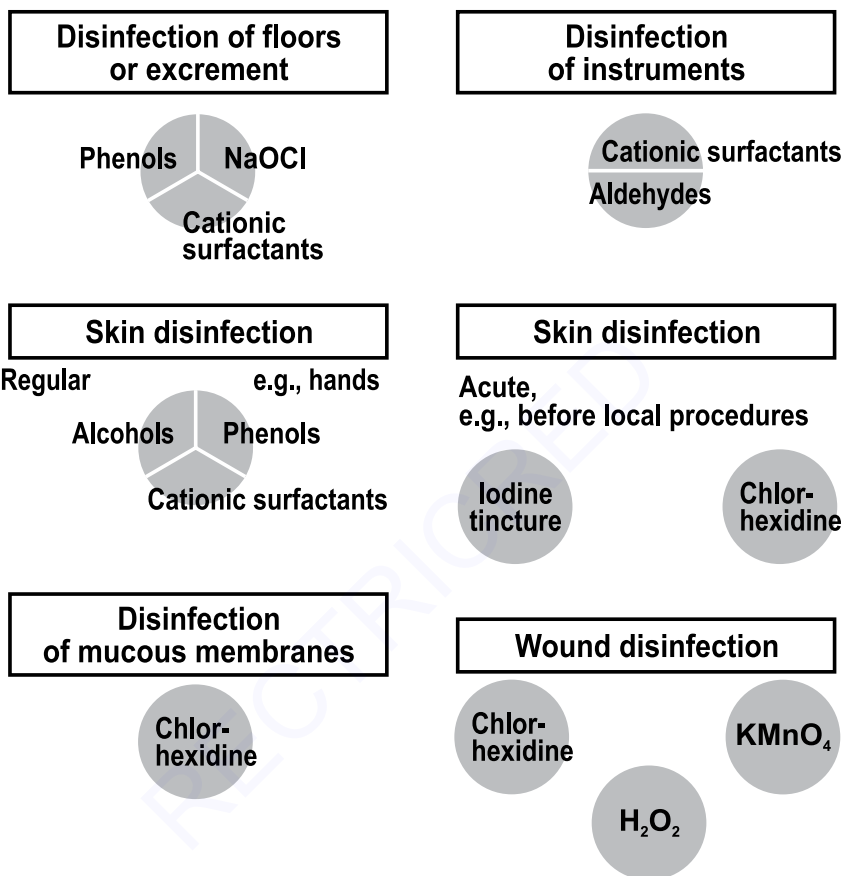 Disinfection of floors
or excrement
Phenols
NaOCl
Cationic
surfactants
Disinfection
of instruments
Cationic surfactants
Aldehydes
Skin disinfection
Regular
e.g., hands
Alcohols
Phenols
Cationic surfactants
Skin disinfection
Acute,
e.g., before local procedures
Iodine
tincture
Chlor-
hexidine
Disinfection
of mucous membranes
Chlor-
hexidine
Wound disinfection
Chlor-
hexidine
KMnO₄
H₂O₂
RECTRICRED